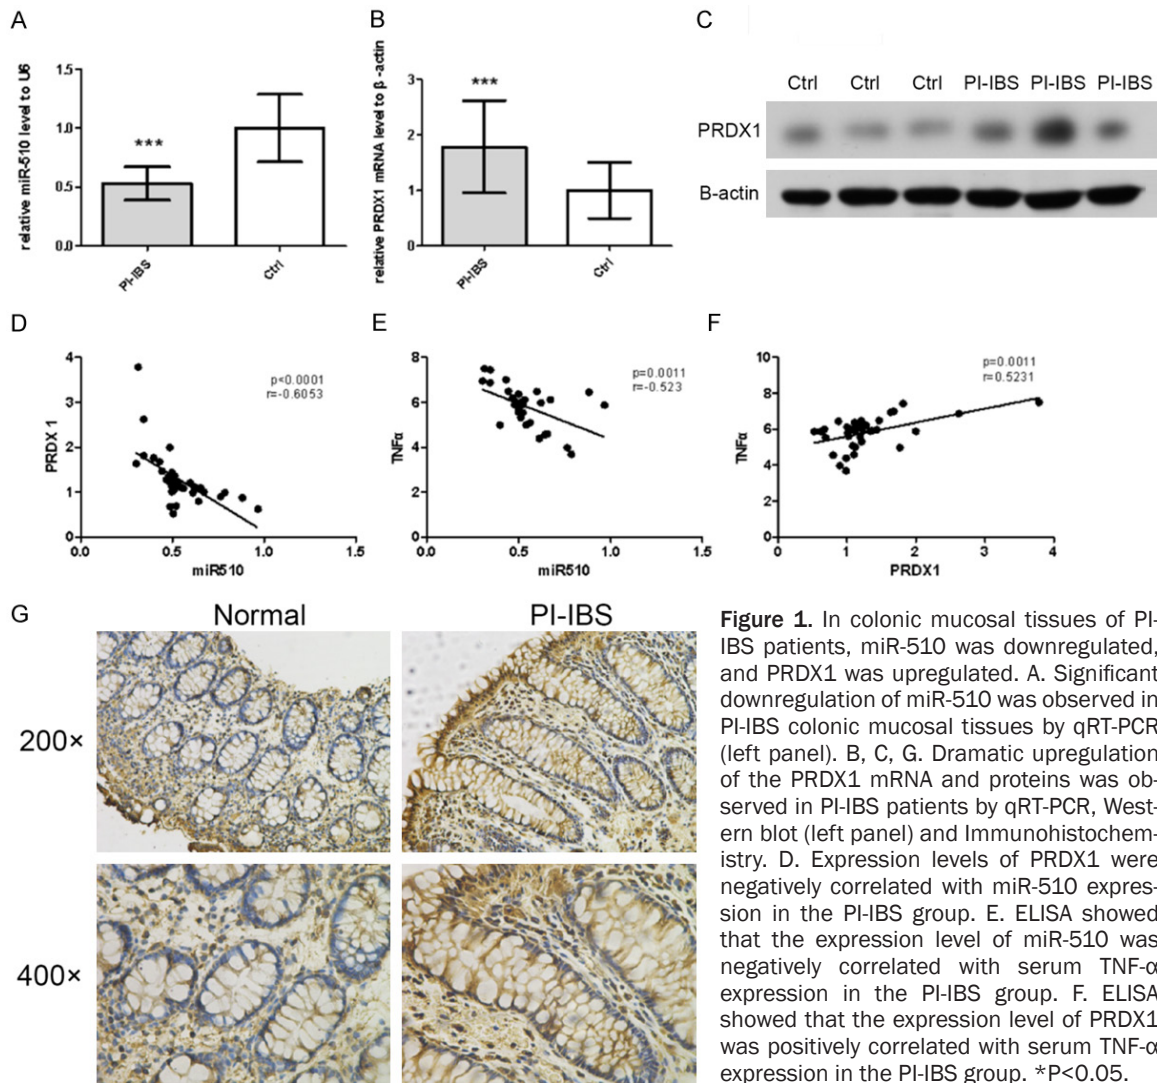 A
relative miR-510 level to U6
1.5
1.0
0.5
0.0
***
PI-IBS
Ctrl
B
relative PRDX1 mRNA level to β-actin
3
2
1
0
***
PI-IBS
Ctrl
C
Ctrl Ctrl Ctrl PI-IBS PI-IBS PI-IBS
PRDX1
B-actin
D
PRDX 1
4
3
2
1
0
0.0 0.5 1.0 1.5
miR510
p<0.0001
r=-0.6053
E
TNFα
8
6
4
2
0
0.0 0.5 1.0 1.5
miR510
p=0.0011
r=-0.523
F
TNFα
10
8
6
4
2
0
0 1 2 3 4
PRDX1
p=0.0011
r=0.5231
G
Normal PI-IBS
200×
400×
Figure 1. In colonic mucosal tissues of PI-
IBS patients, miR-510 was downregulated,
and PRDX1 was upregulated. A. Significant
downregulation of miR-510 was observed in
PI-IBS colonic mucosal tissues by qRT-PCR
(left panel). B, C, G. Dramatic upregulation
of the PRDX1 mRNA and proteins was ob-
served in PI-IBS patients by qRT-PCR, West-
ern blot (left panel) and Immunohistochem-
istry. D. Expression levels of PRDX1 were
negatively correlated with miR-510 expres-
sion in the PI-IBS group. E. ELISA showed
that the expression level of miR-510 was
negatively correlated with serum TNF-α
expression in the PI-IBS group. F. ELISA
showed that the expression level of PRDX1
was positively correlated with serum TNF-α
expression in the PI-IBS group. *P<0.05.